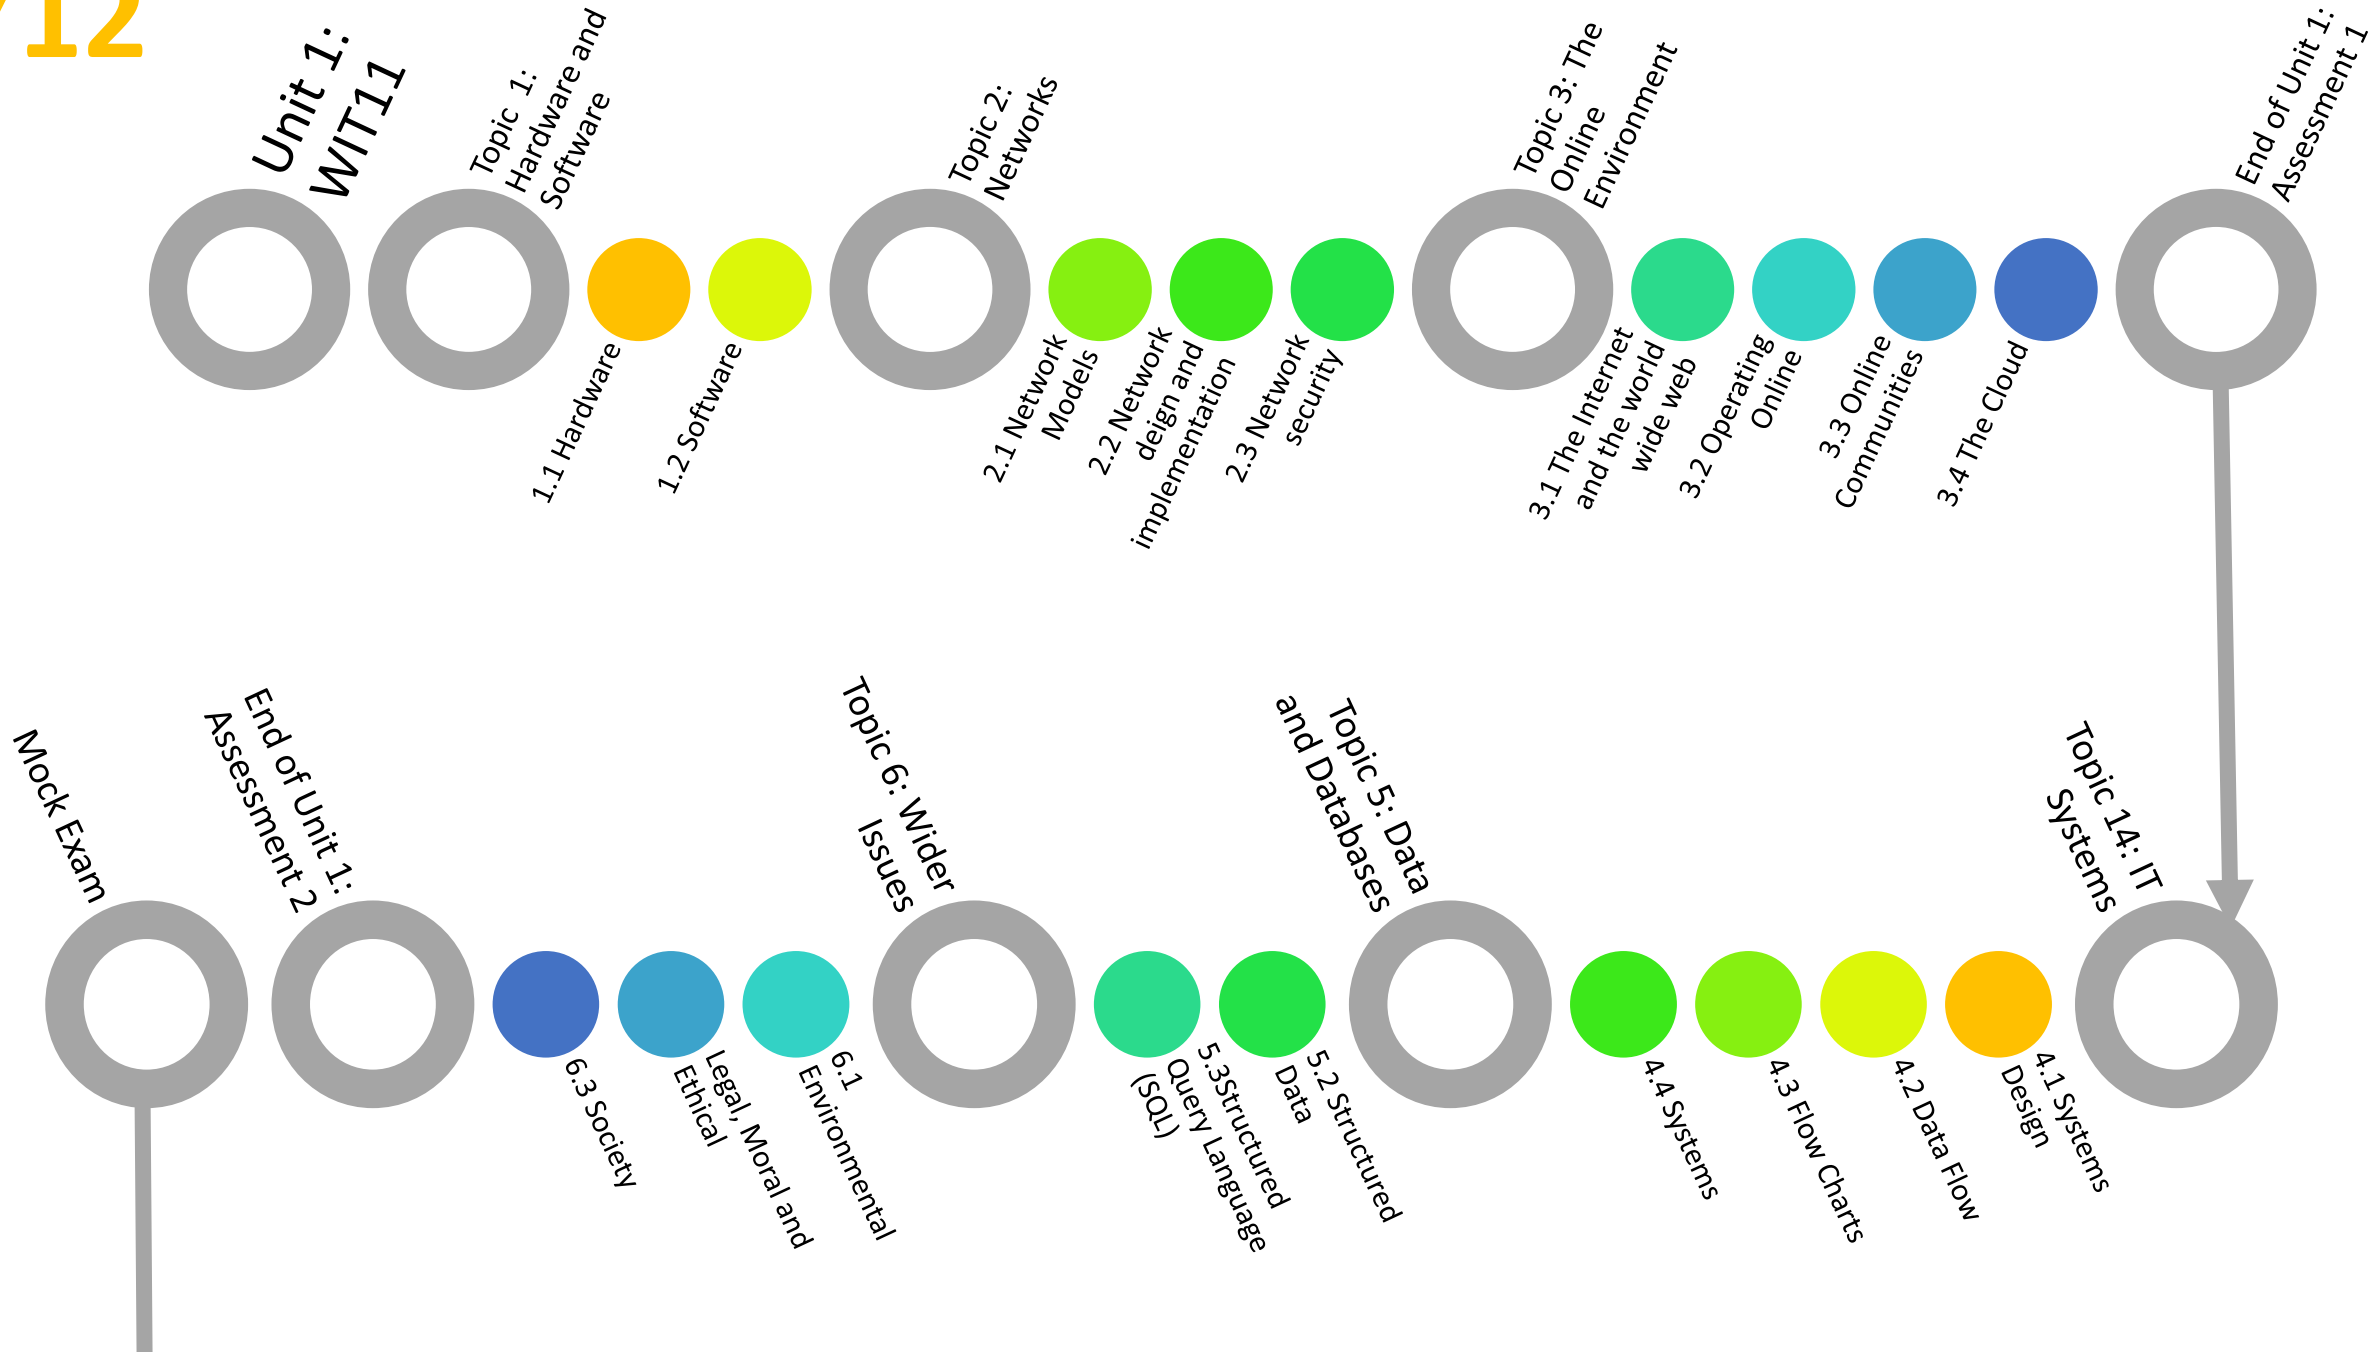 12
Unit 1:
WIT11
Topic 1:
Hardware and
Software
1.1 Hardware
1.2 Software
Topic 2:
Networks
2.1 Network
Models
2.2 Network
deign and
implementation
2.3 Network
security
Topic 3: The
Online
Environment
3.1 The Internet
and the world
wide web
3.2 Operating
Online
3.3 Online
Communities
3.4 The Cloud
End of Unit 1:
Assessment 1
Topic 14: IT
Systems
4.1 Systems
Design
4.2 Data Flow
4.3 Flow Charts
4.4 Systems
Topic 5: Data
and Databases
5.2 Structured
Data
5.3Structured
Query Language
(SQL)
Topic 6: Wider
Issues
6.1
Environmental
Legal, Moral and
Ethical
6.3 Society
End of Unit 1:
Assessment 2
Mock Exam